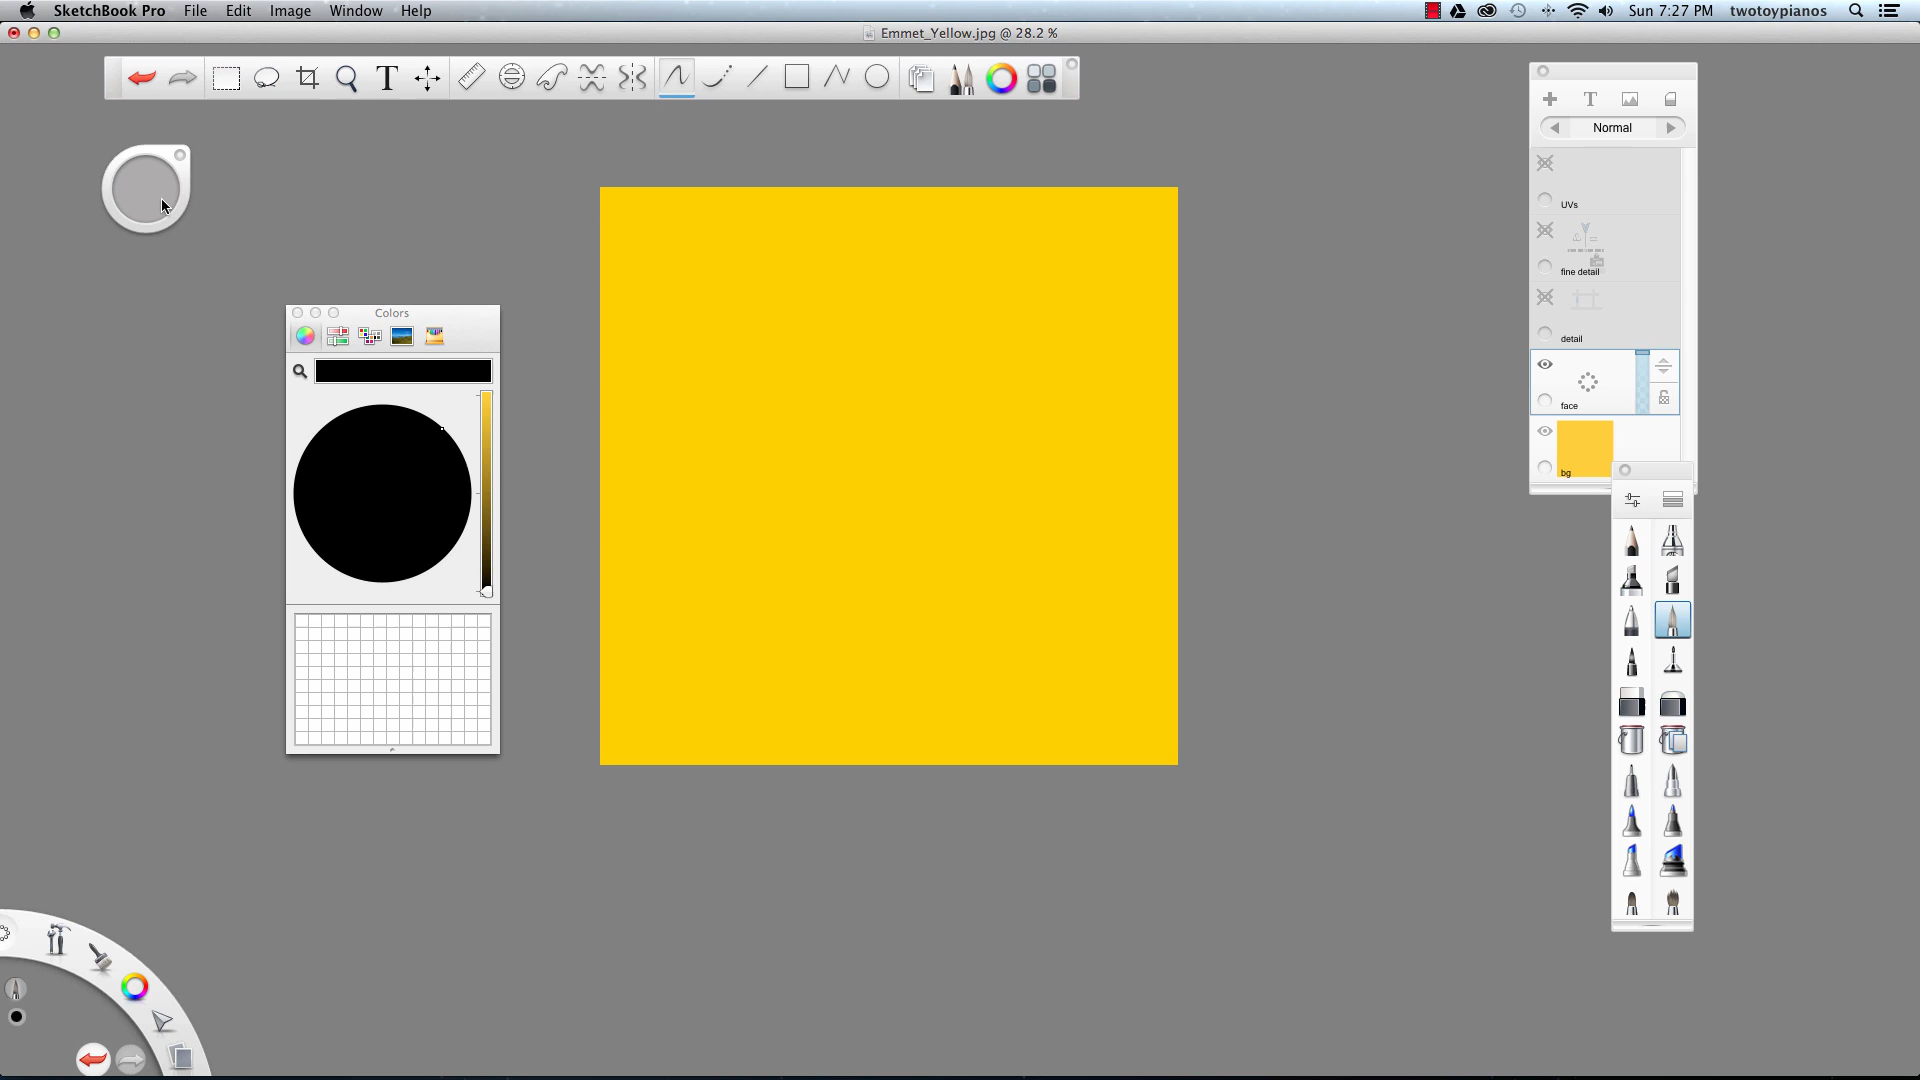 SketchBook Pro File Edit Image Window Help Sun 7:27 PM twotoypianos
Emmet_Yellow.jpg @ 28.2 %
T T
Normal
UVs
fine detail
detail
face
bg
Colors